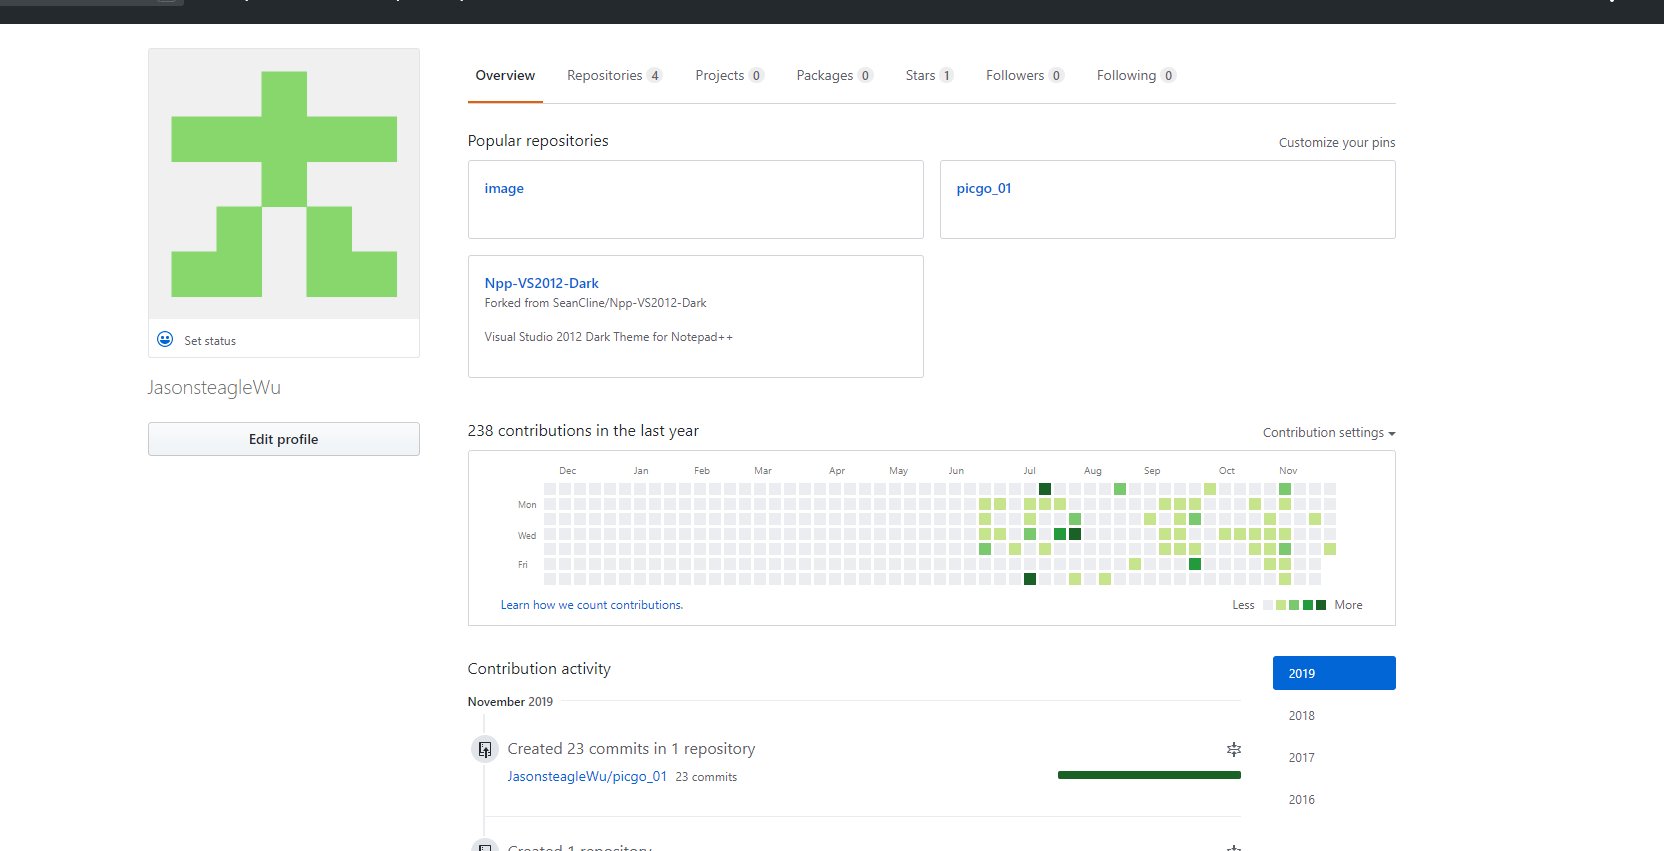 Overview Repositories 4 Projects 0 Packages 0 Stars 1 Followers 0 Following 0
Popular repositories
Customize your pins
image
picgo_01
Npp-VS2012-Dark
Forked from SeanCline/Npp-VS2012-Dark
Visual Studio 2012 Dark Theme for Notepad++
Set status
JasonsteagleWu
Edit profile
238 contributions in the last year
Contribution settings
Dec Jan Feb Mar Apr May Jun Jul Aug Sep Oct Nov
Mon
Wed
Fri
Learn how we count contributions.
Less More
Contribution activity
2019
2018
2017
2016
November 2019
Created 23 commits in 1 repository
JasonsteagleWu/picgo_01 23 commits
Created 1 repository